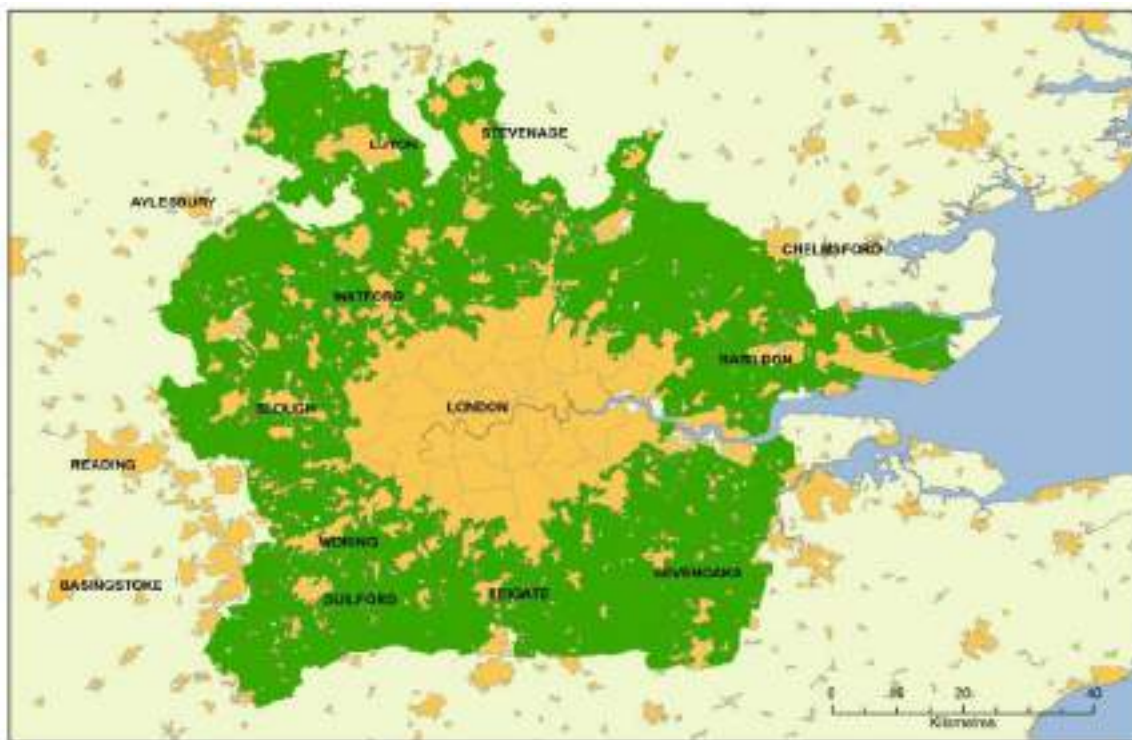 LUTON
STEVENAGE
AYLESBURY
CHELMSFORD
WATFORD
BASILDON
SLOUGH
LONDON
READING
WOKING
BASINGSTOKE
GUILFORD
REIGATE
SEVENOAKS
0
20
40
Kilometres